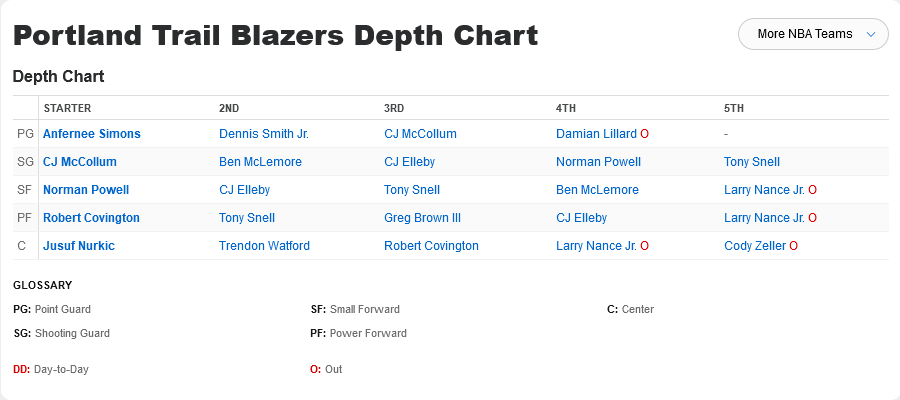 Portland Trail Blazers Depth Chart
More NBA Teams
Depth Chart
STARTER 2ND 3RD 4TH 5TH
PG Anfernee Simons Dennis Smith Jr. CJ McCollum Damian Lillard O -
SG CJ McCollum Ben McLemore CJ Elleby Norman Powell Tony Snell
SF Norman Powell CJ Elleby Tony Snell Ben McLemore Larry Nance Jr. O
PF Robert Covington Tony Snell Greg Brown III CJ Elleby Larry Nance Jr. O
C Jusuf Nurkic Trendon Watford Robert Covington Larry Nance Jr. O Cody Zeller O
GLOSSARY
PG: Point Guard SF: Small Forward C: Center
SG: Shooting Guard PF: Power Forward
DD: Day-to-Day O: Out